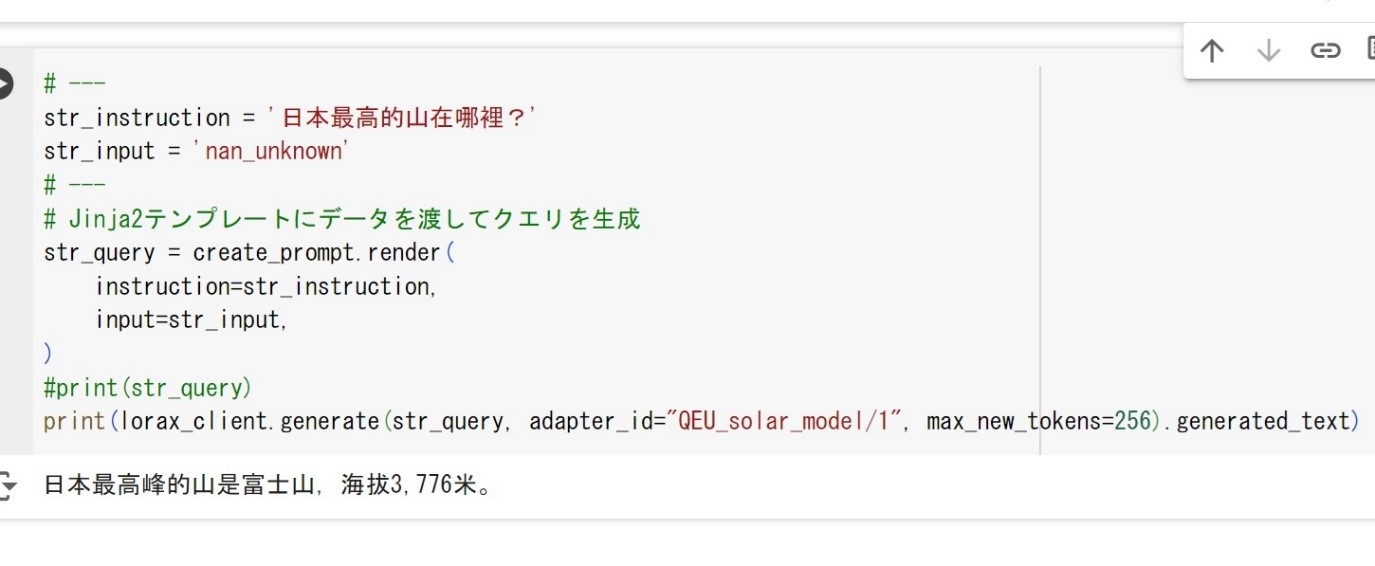 # ---
str_instruction = '日本最高的山在哪裡？'
str_input = 'nan_unknown'
# ---
# Jinja2テンプレートにデータを渡してクエリを生成
str_query = create_prompt.render(
    instruction=str_instruction,
    input=str_input,
)
#print(str_query)
print(lorax_client.generate(str_query, adapter_id="QEU_solar_model/1", max_new_tokens=256).generated_text)
日本最高峰的山是富士山, 海拔3,776米。